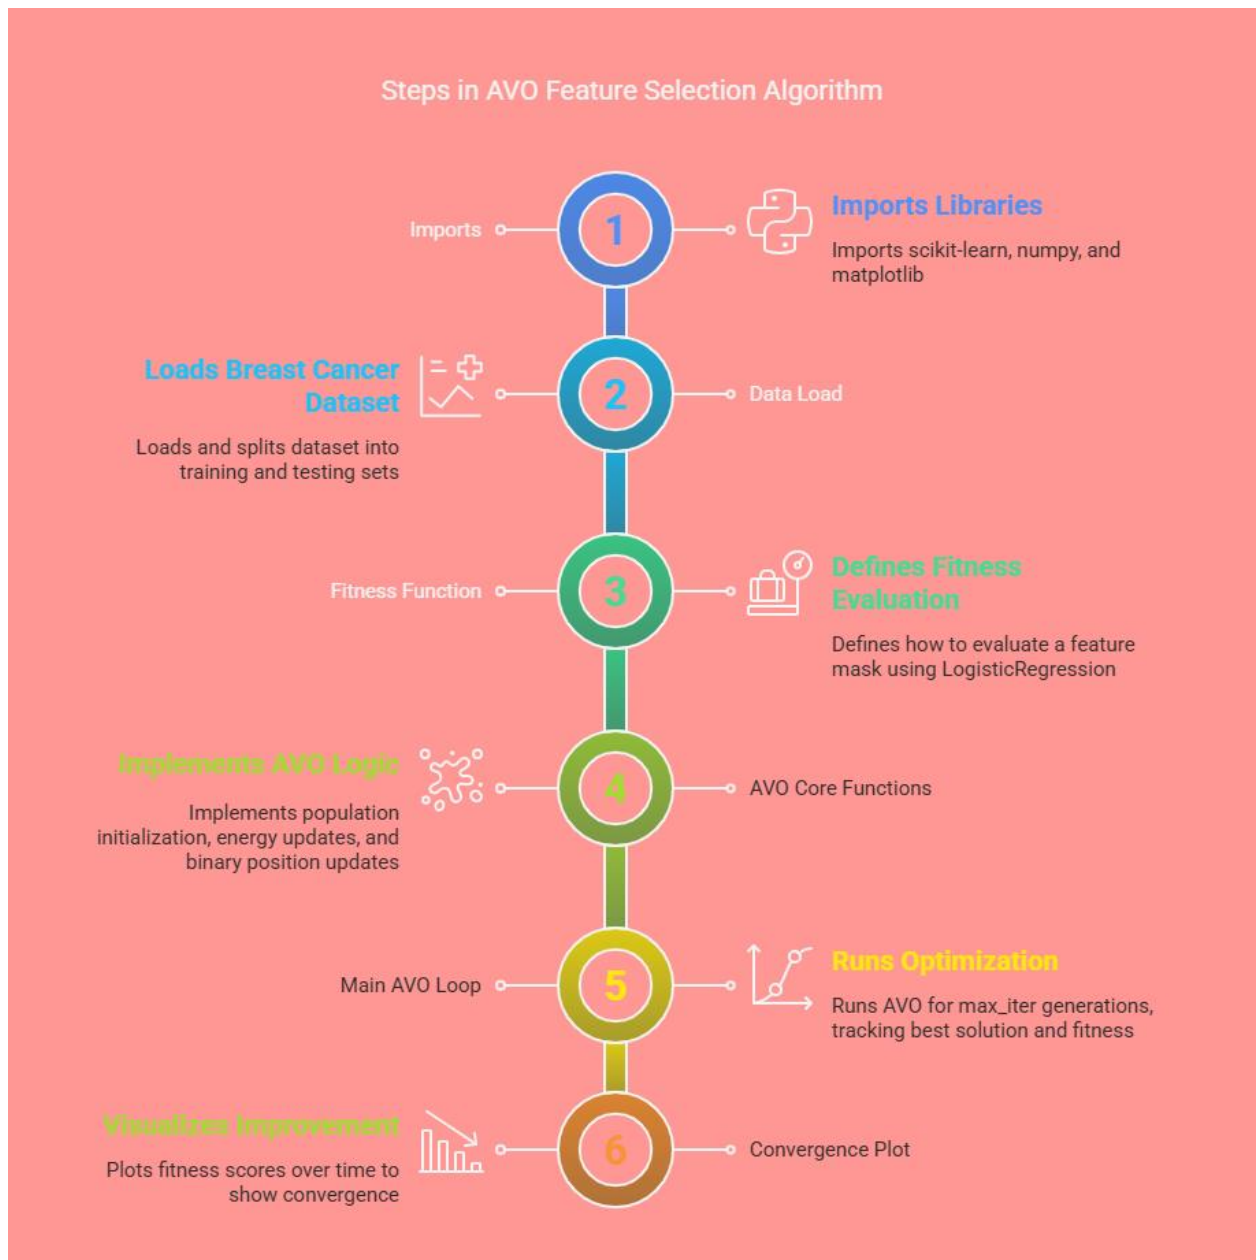 Steps in AVO Feature Selection Algorithm
Imports
1
Imports Libraries
Imports scikit-learn, numpy, and
matplotlib
Loads Breast Cancer
Dataset
Loads and splits dataset into
training and testing sets
2
Data Load
Fitness Function
3
Defines Fitness
Evaluation
Defines how to evaluate a feature
mask using LogisticRegression
Implements AVO Logic
Implements population
initialization, energy updates, and
binary position updates
4
AVO Core Functions
Main AVO Loop
5
Runs Optimization
Runs AVO for max_iter generations,
tracking best solution and fitness
Visualizes Improvement
Plots fitness scores over time to
show convergence
6
Convergence Plot